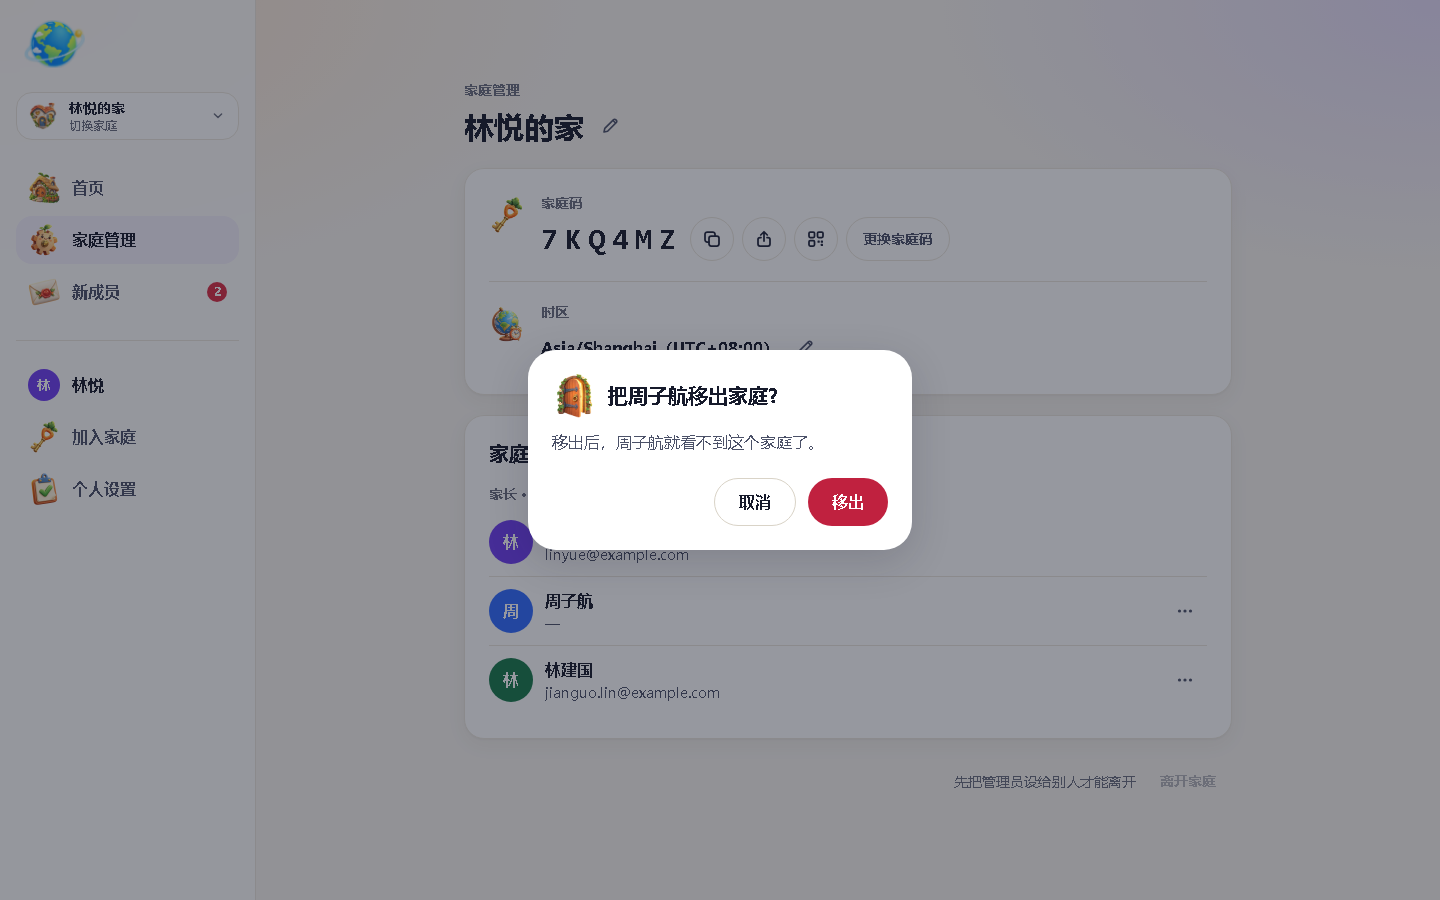 林悦的家
切换家庭
首页
家庭管理
新成员
2
林
林悦
加入家庭
个人设置
家庭管理
林悦的家
家庭码
7KQ4MZ
更换家庭码
时区
Asia/Shanghai（UTC+08:00）
把周子航移出家庭?
移出后，周子航就看不到这个家庭了。
取消
移出
家庭
家长 •
林
linyue@example.com
周
周子航
—
林
林建国
jianguo.lin@example.com
先把管理员设给别人才能离开
离开家庭